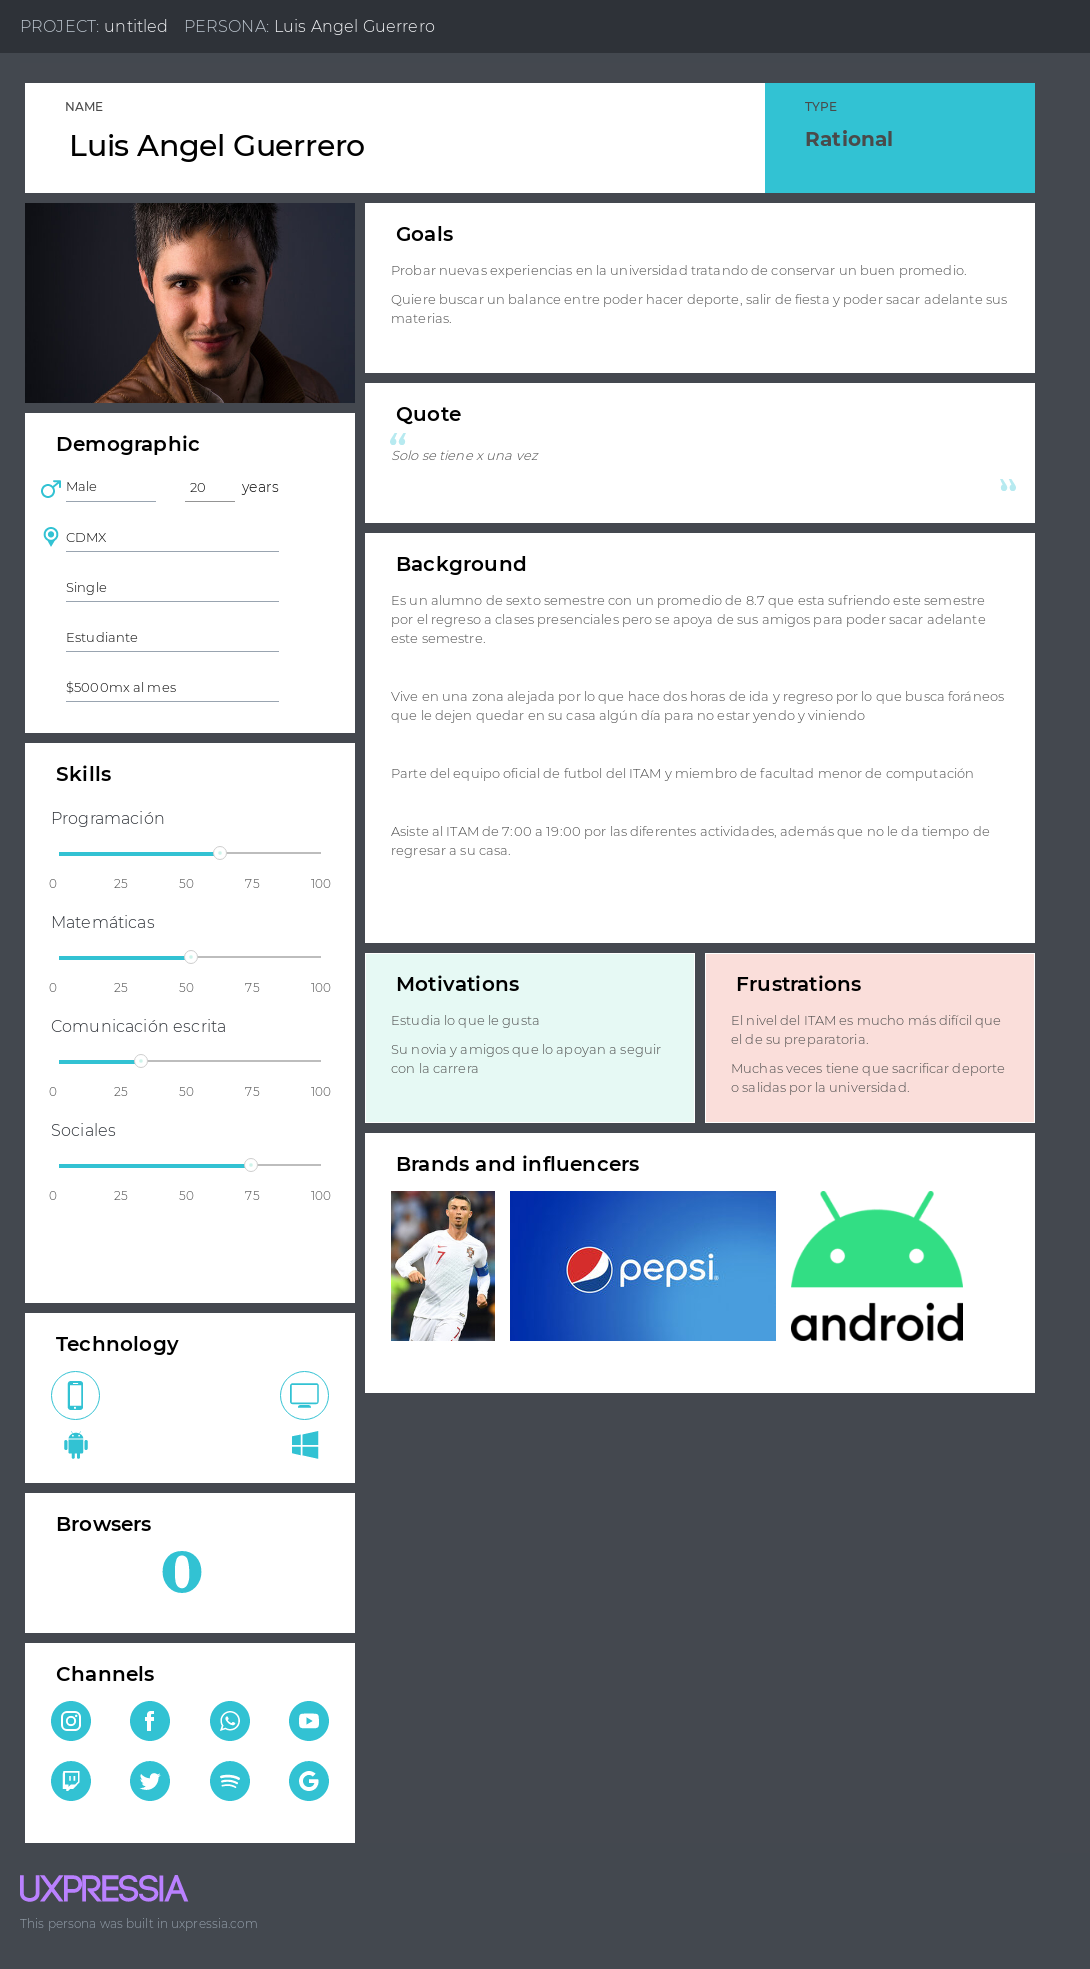 PROJECT: untitled PERSONA: Luis Angel Guerrero
NAME
Luis Angel Guerrero
TYPE
Rational
Demographic
Male 20 years
CDMX
Single
Estudiante
$5000mx al mes
Skills
Programación
0 25 50 75 100
Matemáticas
0 25 50 75 100
Comunicación escrita
0 25 50 75 100
Sociales
0 25 50 75 100
Technology
Browsers
Channels
Goals
Probar nuevas experiencias en la universidad tratando de conservar un buen promedio.
Quiere buscar un balance entre poder hacer deporte, salir de fiesta y poder sacar adelante sus
materias.
Quote
“
Solo se tiene x una vez
”
Background
Es un alumno de sexto semestre con un promedio de 8.7 que esta sufriendo este semestre
por el regreso a clases presenciales pero se apoya de sus amigos para poder sacar adelante
este semestre.
Vive en una zona alejada por lo que hace dos horas de ida y regreso por lo que busca foráneos
que le dejen quedar en su casa algún día para no estar yendo y viniendo
Parte del equipo oficial de futbol del ITAM y miembro de facultad menor de computación
Asiste al ITAM de 7:00 a 19:00 por las diferentes actividades, además que no le da tiempo de
regresar a su casa.
Motivations
Estudia lo que le gusta
Su novia y amigos que lo apoyan a seguir
con la carrera
Frustrations
El nivel del ITAM es mucho más difícil que
el de su preparatoria.
Muchas veces tiene que sacrificar deporte
o salidas por la universidad.
Brands and influencers
7
pepsi®
android
UXPRESSIA
This persona was built in uxpressia.com